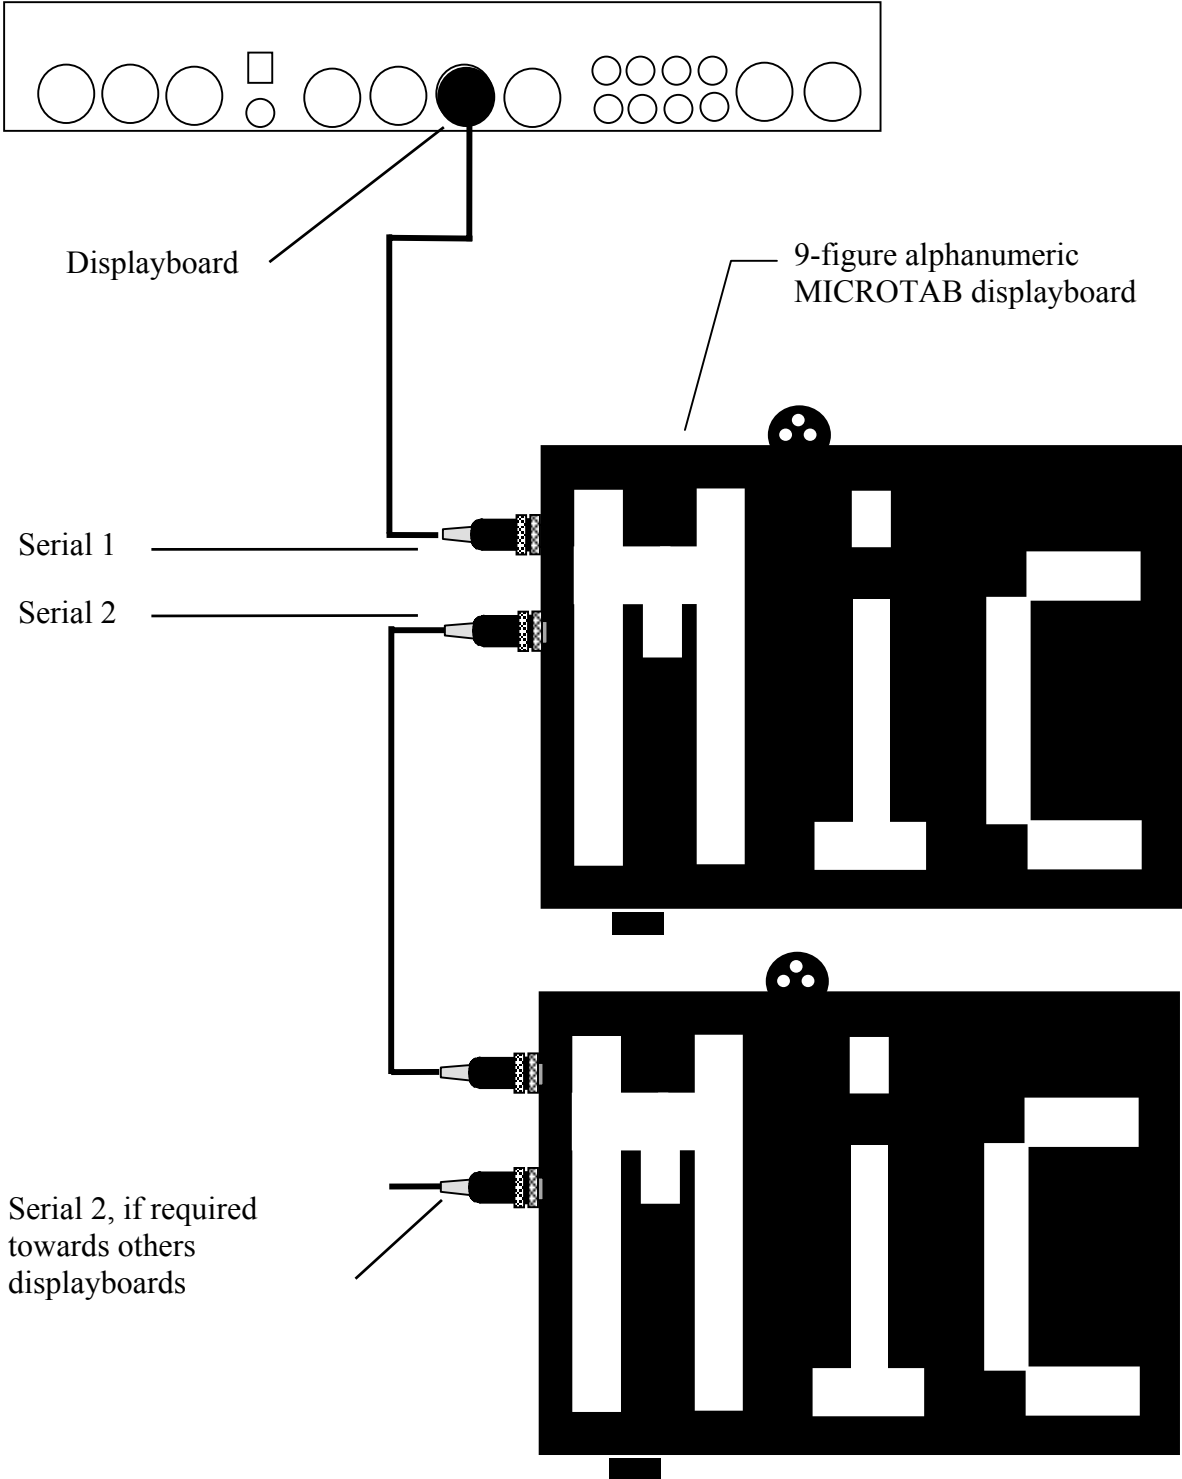 Displayboard
9-figure alphanumeric
MICROTAB displayboard
Serial 1
Serial 2
MiC
Serial 2, if required
towards others
displayboards
MiC